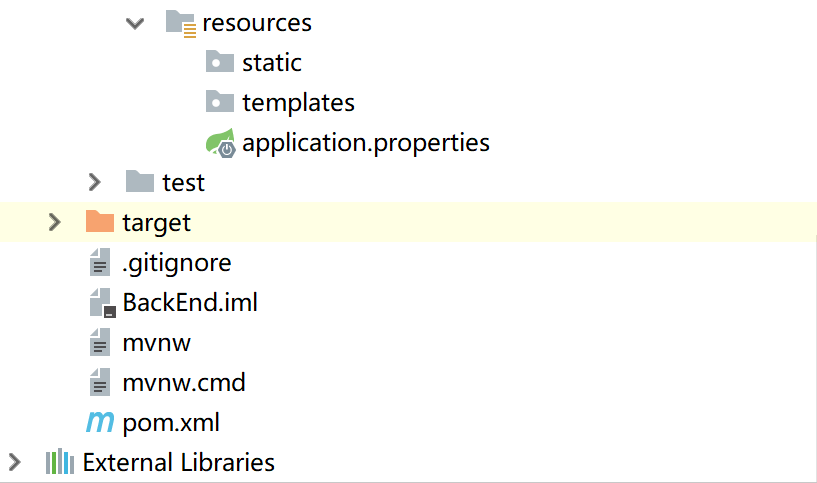 resources
static
templates
application.properties
test
target
.gitignore
BackEnd.iml
mvnw
mvnw.cmd
pom.xml
External Libraries